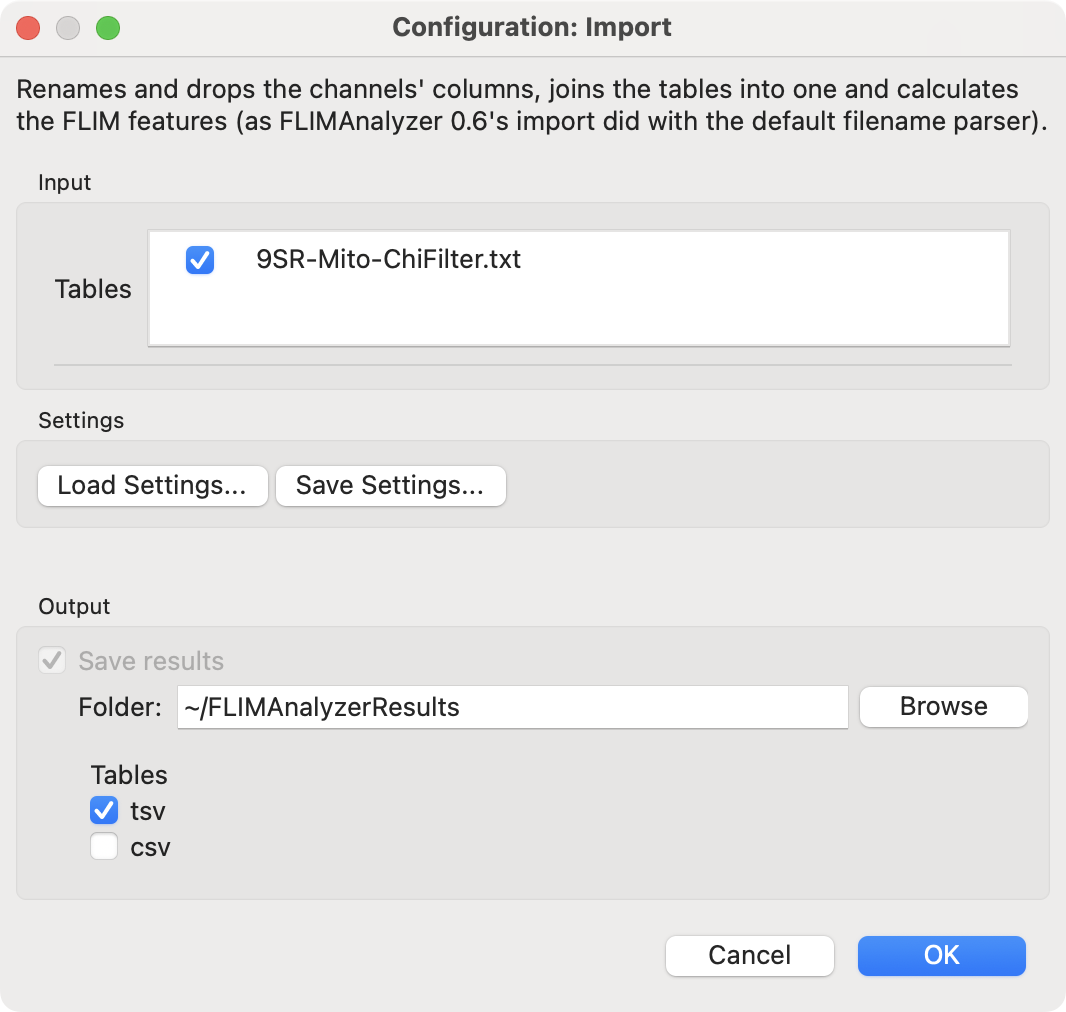 Configuration: Import
Renames and drops the channels' columns, joins the tables into one and calculates
the FLIM features (as FLIMAnalyzer 0.6's import did with the default filename parser).
Input
Tables
9SR-Mito-ChiFilter.txt
Settings
Load Settings...
Save Settings...
Output
Save results
Folder:
~/FLIMAnalyzerResults
Browse
Tables
tsv
csv
Cancel
OK